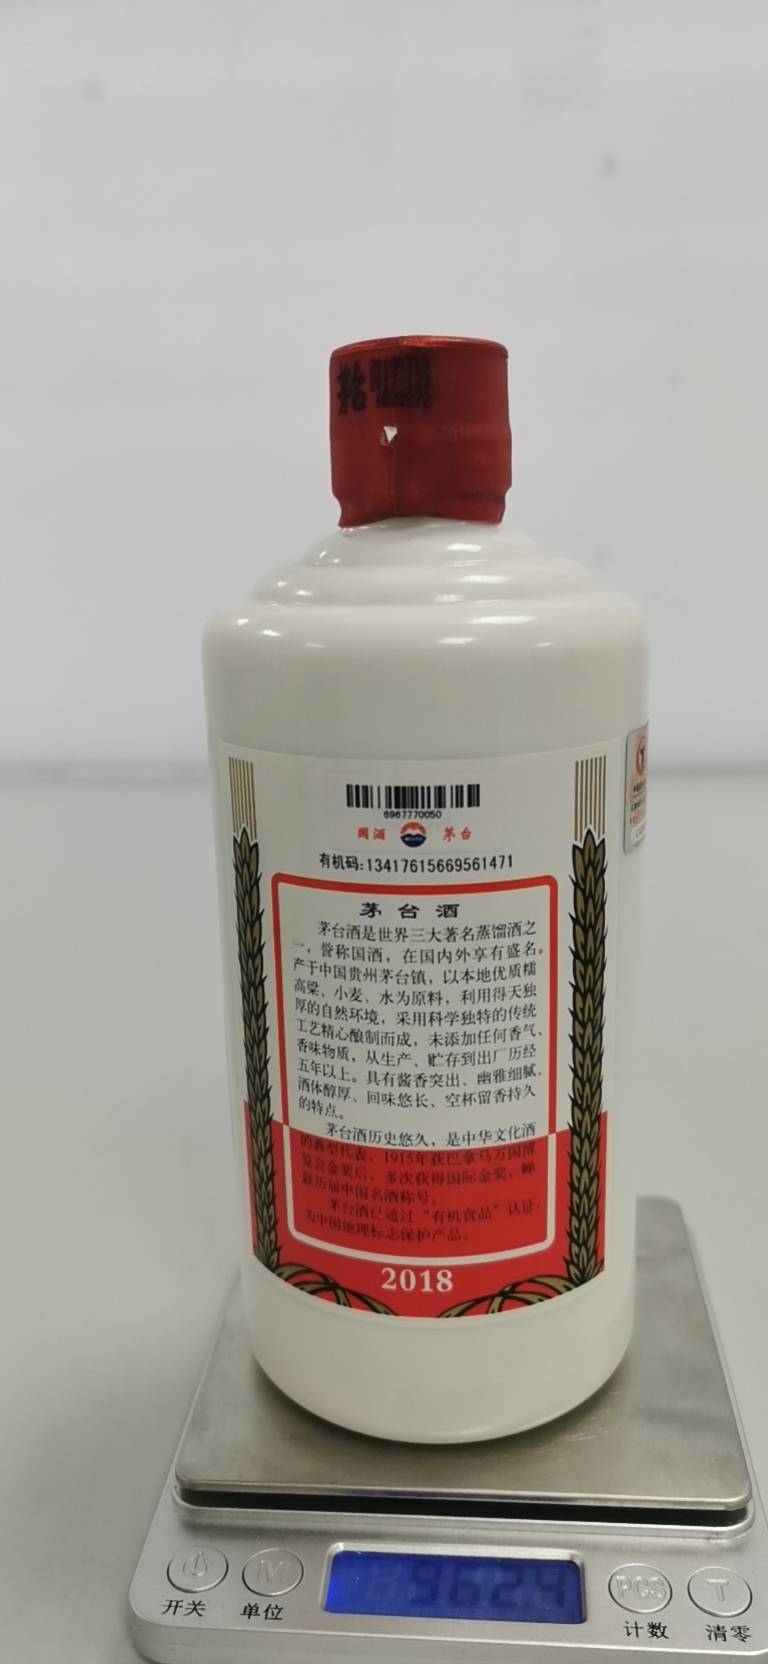 6967770050
国酒 茅台
有机码:13417615669561471
茅台酒
茅台酒是世界三大著名蒸馏酒之
一，誉称国酒，在国内外享有盛名。
产于中国贵州茅台镇，以本地优质糯
高粱、小麦、水为原料，利用得天独
厚的自然环境，采用科学独特的传统
工艺精心酿制而成，未添加任何香气、
香味物质，从生产、贮存到出厂历经
五年以上。具有酱香突出、幽雅细腻、
酒体醇厚、回味悠长、空杯留香持久
的特点。
茅台酒历史悠久，是中华文化酒
的典型代表。1915年获巴拿马万国博
览会金奖后，多次获得国际金奖，蝉
联历届中国名酒称号。
茅台酒已通过“有机食品”认证，
为中国地理标志保护产品。
2018
开关 单位
PCS T
计数 清零